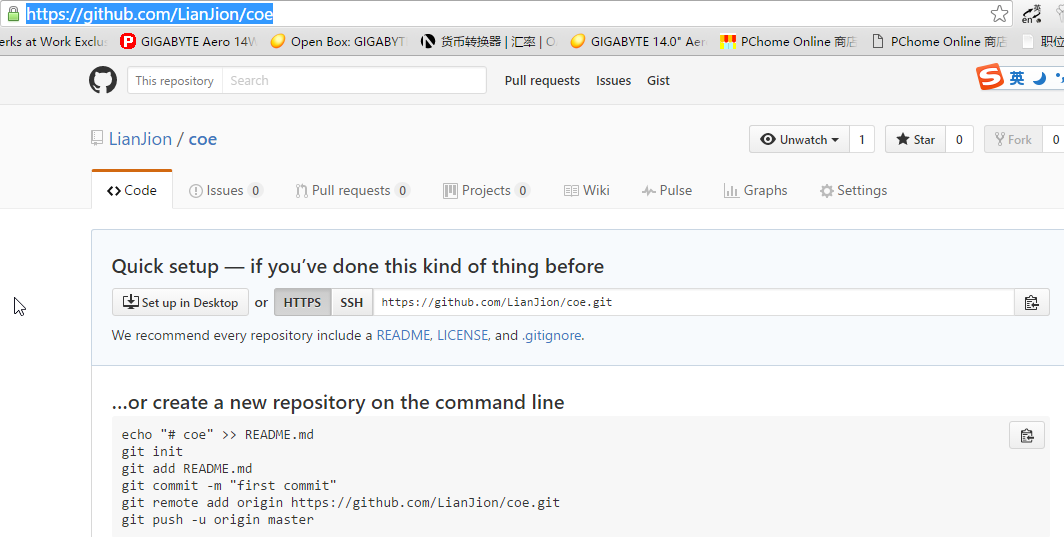 https://github.com/LianJion/coe
erks at Work Exclus GIGABYTE Aero 14W Open Box: GIGABYT 货币转换器 | 汇率 | O GIGABYTE 14.0" Aer PChome Online 商店 PChome Online 商店 职位
This repository Search Pull requests Issues Gist 英
LianJion / coe Unwatch 1 Star 0 Fork 0
Code Issues 0 Pull requests 0 Projects 0 Wiki Pulse Graphs Settings
Quick setup — if you’ve done this kind of thing before
Set up in Desktop or HTTPS SSH https://github.com/LianJion/coe.git
We recommend every repository include a README, LICENSE, and .gitignore.
…or create a new repository on the command line
echo "# coe" >> README.md
git init
git add README.md
git commit -m "first commit"
git remote add origin https://github.com/LianJion/coe.git
git push -u origin master